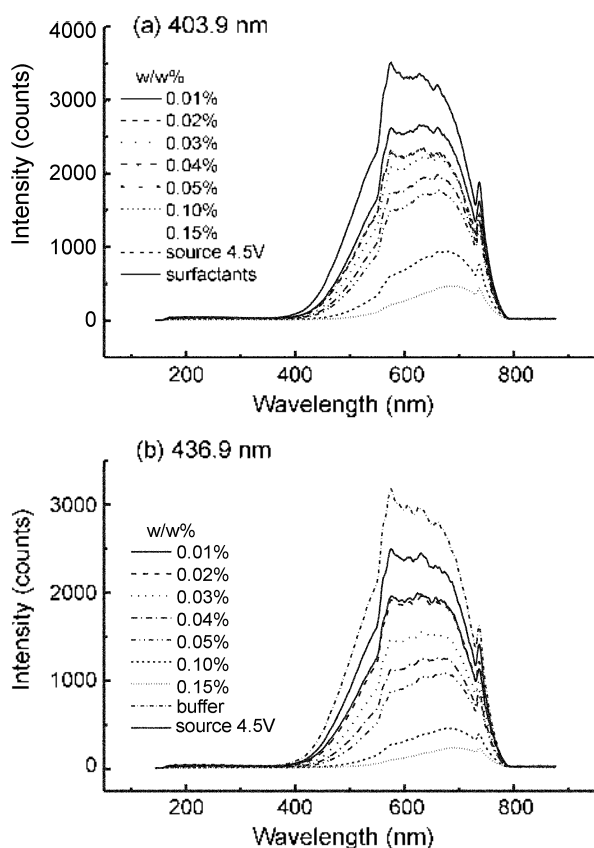 (a) 403.9 nm
4000
3000
2000
1000
0
Intensity (counts)
w/w%
0.01%
0.02%
0.03%
0.04%
0.05%
0.10%
0.15%
source 4.5V
surfactants
200 400 600 800
Wavelength (nm)
(b) 436.9 nm
3000
2000
1000
0
Intensity (counts)
w/w%
0.01%
0.02%
0.03%
0.04%
0.05%
0.10%
0.15%
buffer
source 4.5V
200 400 600 800
Wavelength (nm)